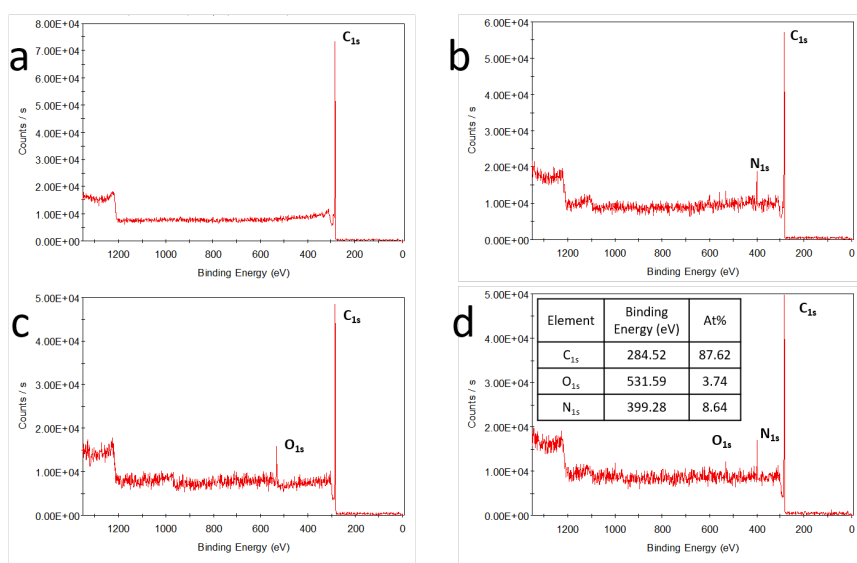 a
8.00E+04
7.00E+04
6.00E+04
5.00E+04
4.00E+04
3.00E+04
2.00E+04
1.00E+04
0.00E+00
Counts / s
C1s
1200 1000 800 600 400 200 0
Binding Energy (eV)
b
6.00E+04
5.00E+04
4.00E+04
3.00E+04
2.00E+04
1.00E+04
0.00E+00
Counts / s
C1s
N1s
1200 1000 800 600 400 200 0
Binding Energy (eV)
c
5.00E+04
4.00E+04
3.00E+04
2.00E+04
1.00E+04
0.00E+00
Counts / s
C1s
O1s
1200 1000 800 600 400 200 0
Binding Energy (eV)
d
5.00E+04
4.00E+04
3.00E+04
2.00E+04
1.00E+04
0.00E+00
Counts / s
Element Binding Energy (eV) At%
C1s 284.52 87.62
O1s 531.59 3.74
N1s 399.28 8.64
C1s
O1s N1s
1200 1000 800 600 400 200 0
Binding Energy (eV)